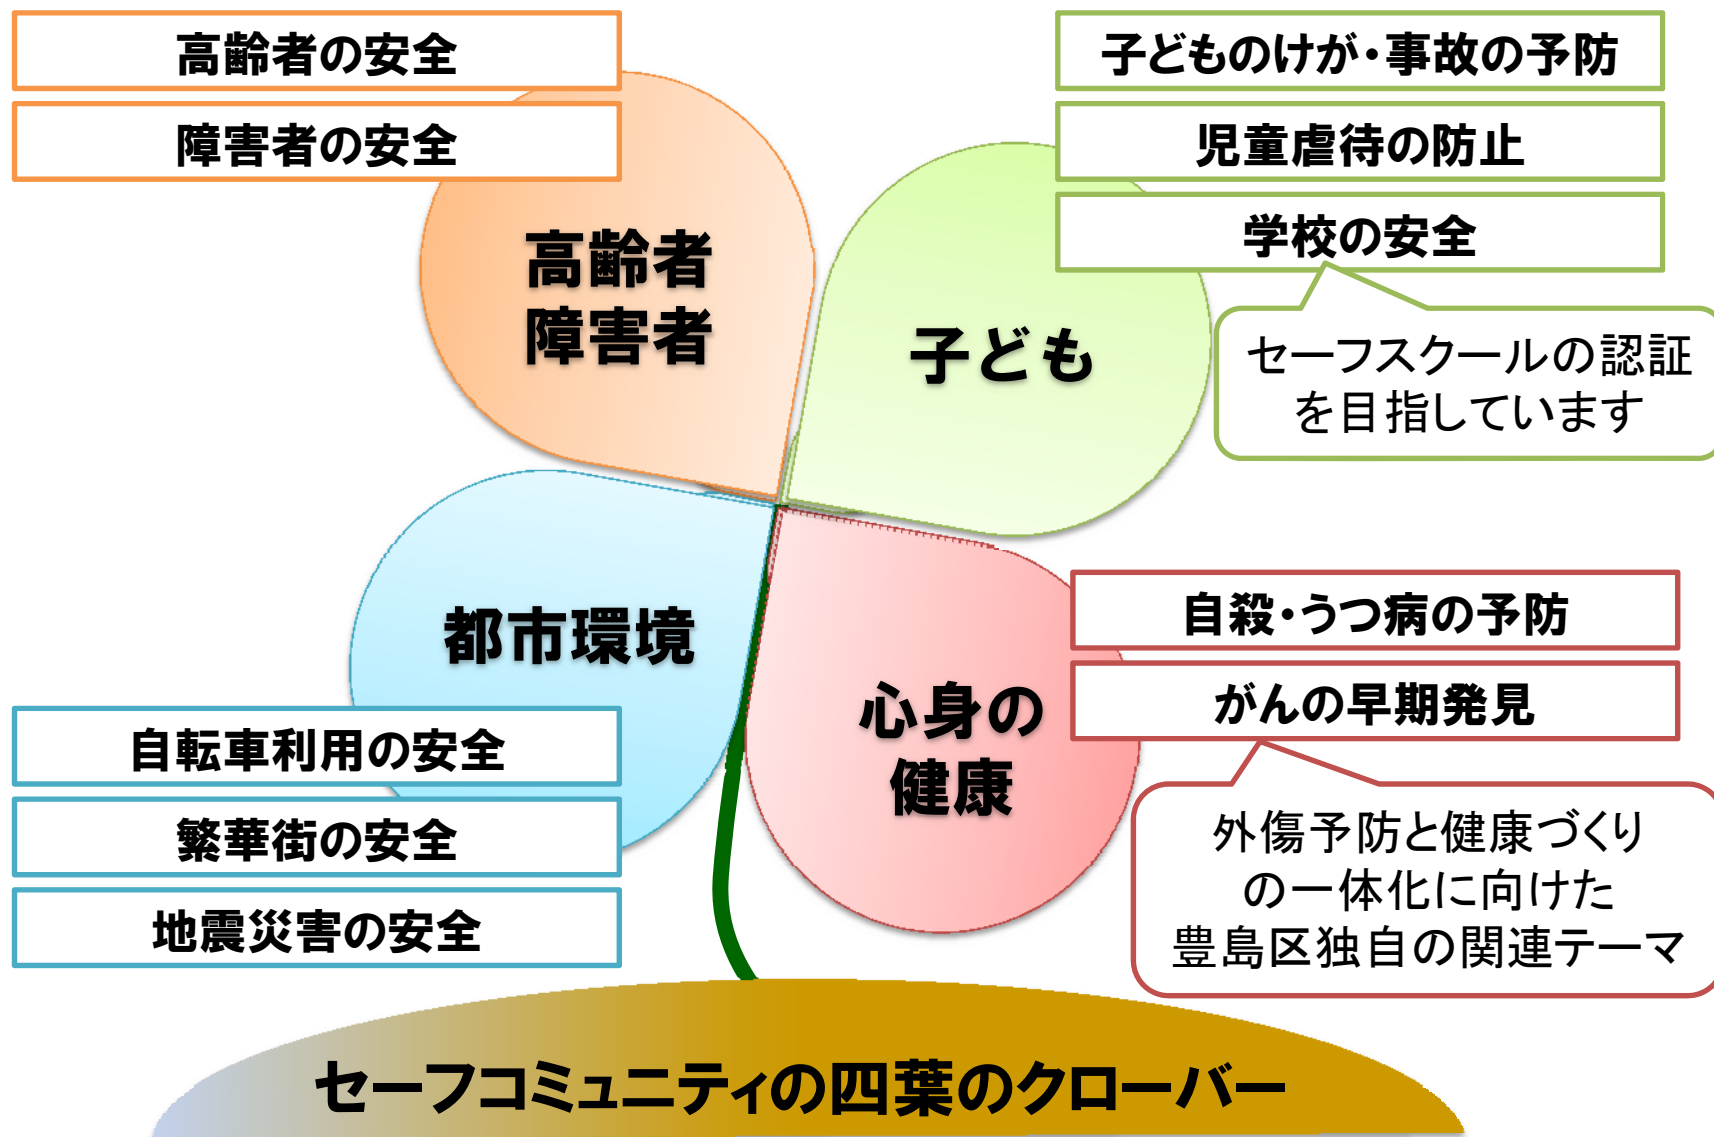 高齢者の安全
障害者の安全
高齢者
障害者
子どものけが・事故の予防
児童虐待の防止
学校の安全
セーフスクールの認証
を目指しています
子ども
都市環境
自転車利用の安全
繁華街の安全
地震災害の安全
心身の
健康
自殺・うつ病の予防
がんの早期発見
外傷予防と健康づくり
の一体化に向けた
豊島区独自の関連テーマ
セーフコミュニティの四葉のクローバー